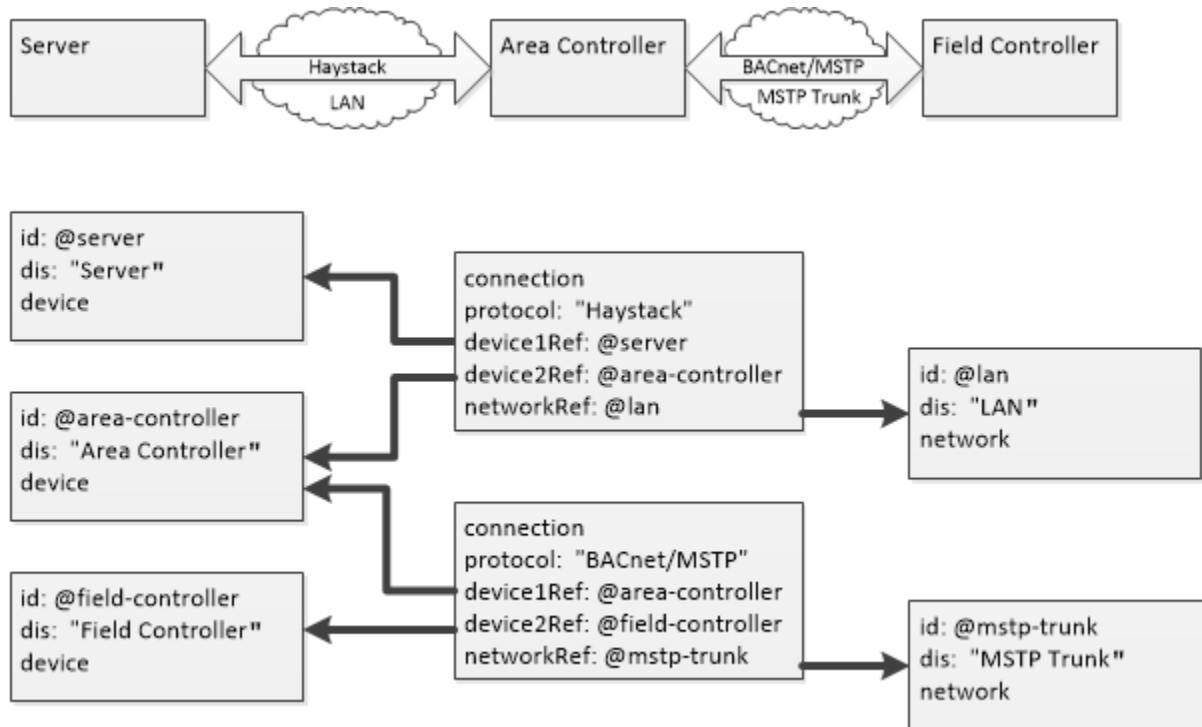 Server
Haystack
LAN
Area Controller
BACnet/MSTP
MSTP Trunk
Field Controller
id: @server
dis: "Server"
device
id: @area-controller
dis: "Area Controller"
device
id: @field-controller
dis: "Field Controller"
device
connection
protocol: "Haystack"
device1Ref: @server
device2Ref: @area-controller
networkRef: @lan
connection
protocol: "BACnet/MSTP"
device1Ref: @area-controller
device2Ref: @field-controller
networkRef: @mstp-trunk
id: @lan
dis: "LAN"
network
id: @mstp-trunk
dis: "MSTP Trunk"
network